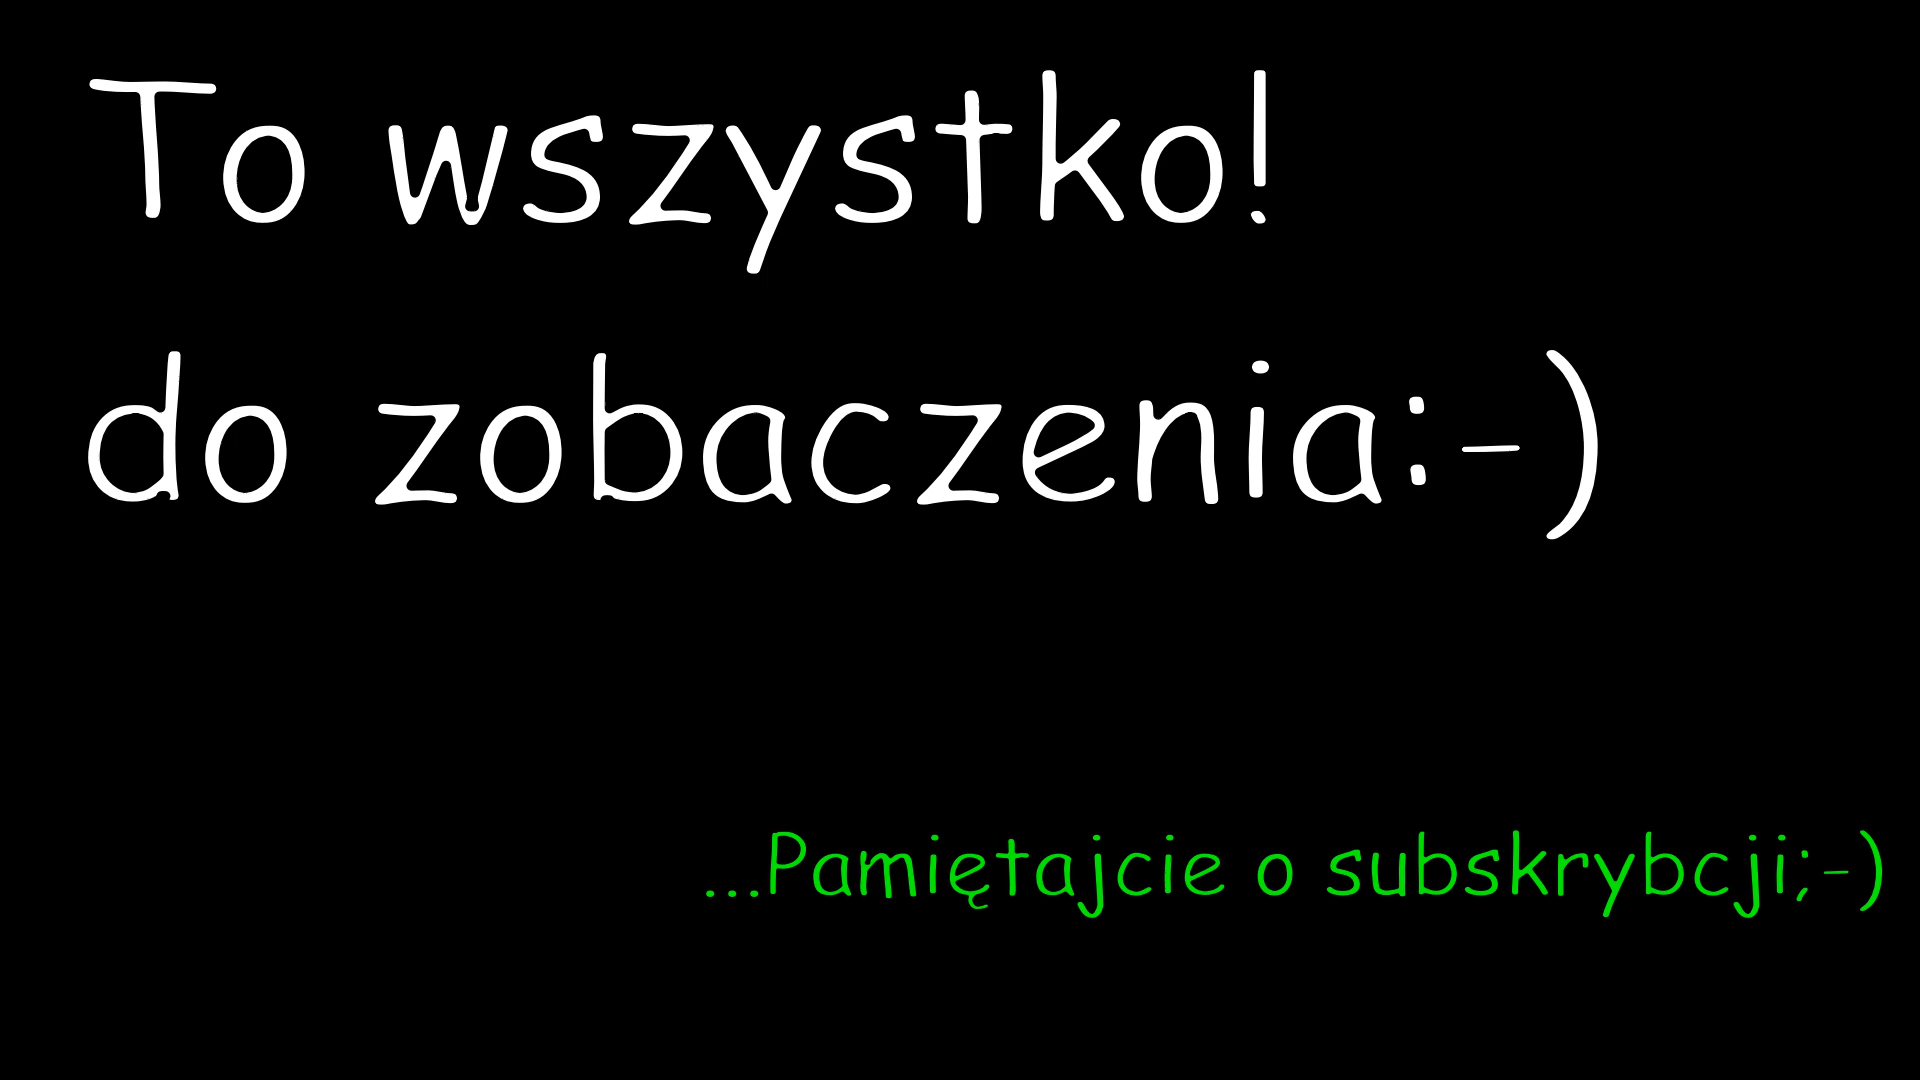 To wszystko!
do zobaczenia:-)
...Pamiętajcie o subskrybcji;-)